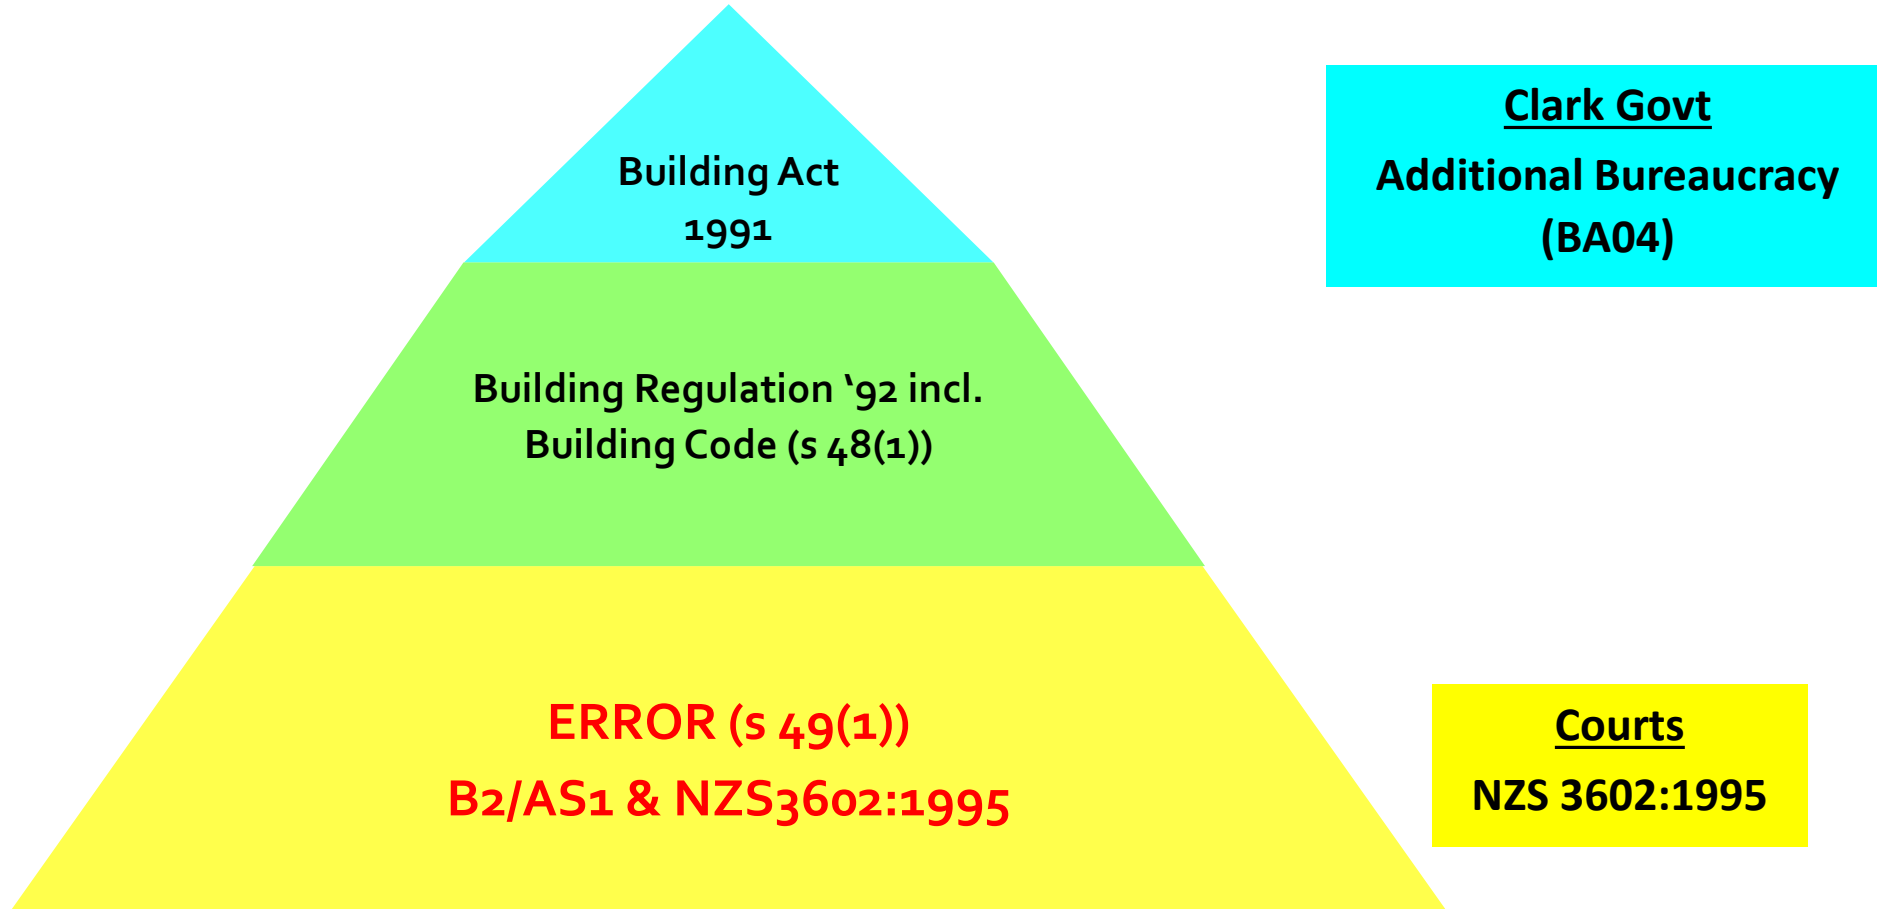 Building Act
1991
Building Regulation ‘92 incl.
Building Code (s 48(1))
ERROR (s 49(1))
B2/AS1 & NZS3602:1995
Clark Govt
Additional Bureaucracy
(BA04)
Courts
NZS 3602:1995